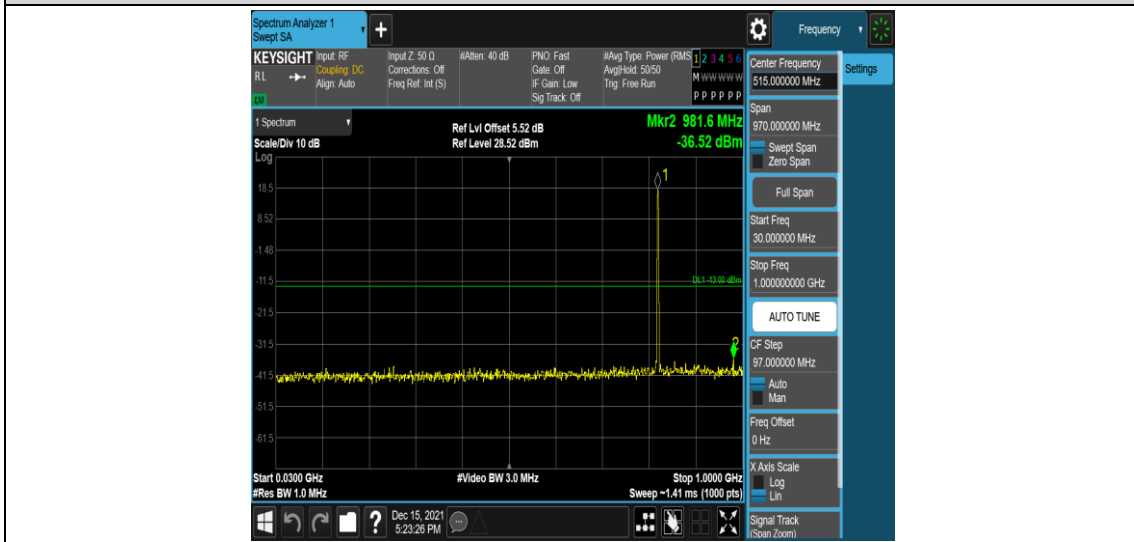 Spectrum Analyzer 1
Swept SA
+
Frequency
KEYSIGHT
RL
LXI
Input: RF
Coupling: DC
Align: Auto
Input Z: 50 Ω
Corrections: Off
Freq Ref: Int (S)
#Atten: 40 dB
PNO: Fast
Gate: Off
IF Gain: Low
Sig Track: Off
#Avg Type: Power (RMS
Avg|Hold: 50/50
Trig: Free Run
1 2 3 4 5 6
M W W W W W
P P P P P P
1 Spectrum
Scale/Div 10 dB
Log
Ref Lvl Offset 5.52 dB
Ref Level 28.52 dBm
Mkr2 981.6 MHz
-36.52 dBm
1
18.5
8.52
-1.48
-11.5
DL1 -13.00 dBm
-21.5
-31.5
2
-41.5
-51.5
-61.5
Start 0.0300 GHz
#Res BW 1.0 MHz
#Video BW 3.0 MHz
Stop 1.0000 GHz
Sweep ~1.41 ms (1000 pts)
Dec 15, 2021
5:23:26 PM
?
Center Frequency
515.000000 MHz
Settings
Span
970.000000 MHz
Swept Span
Zero Span
Full Span
Start Freq
30.000000 MHz
Stop Freq
1.000000000 GHz
AUTO TUNE
CF Step
97.000000 MHz
Auto
Man
Freq Offset
0 Hz
X Axis Scale
Log
Lin
Signal Track
(Span Zoom)